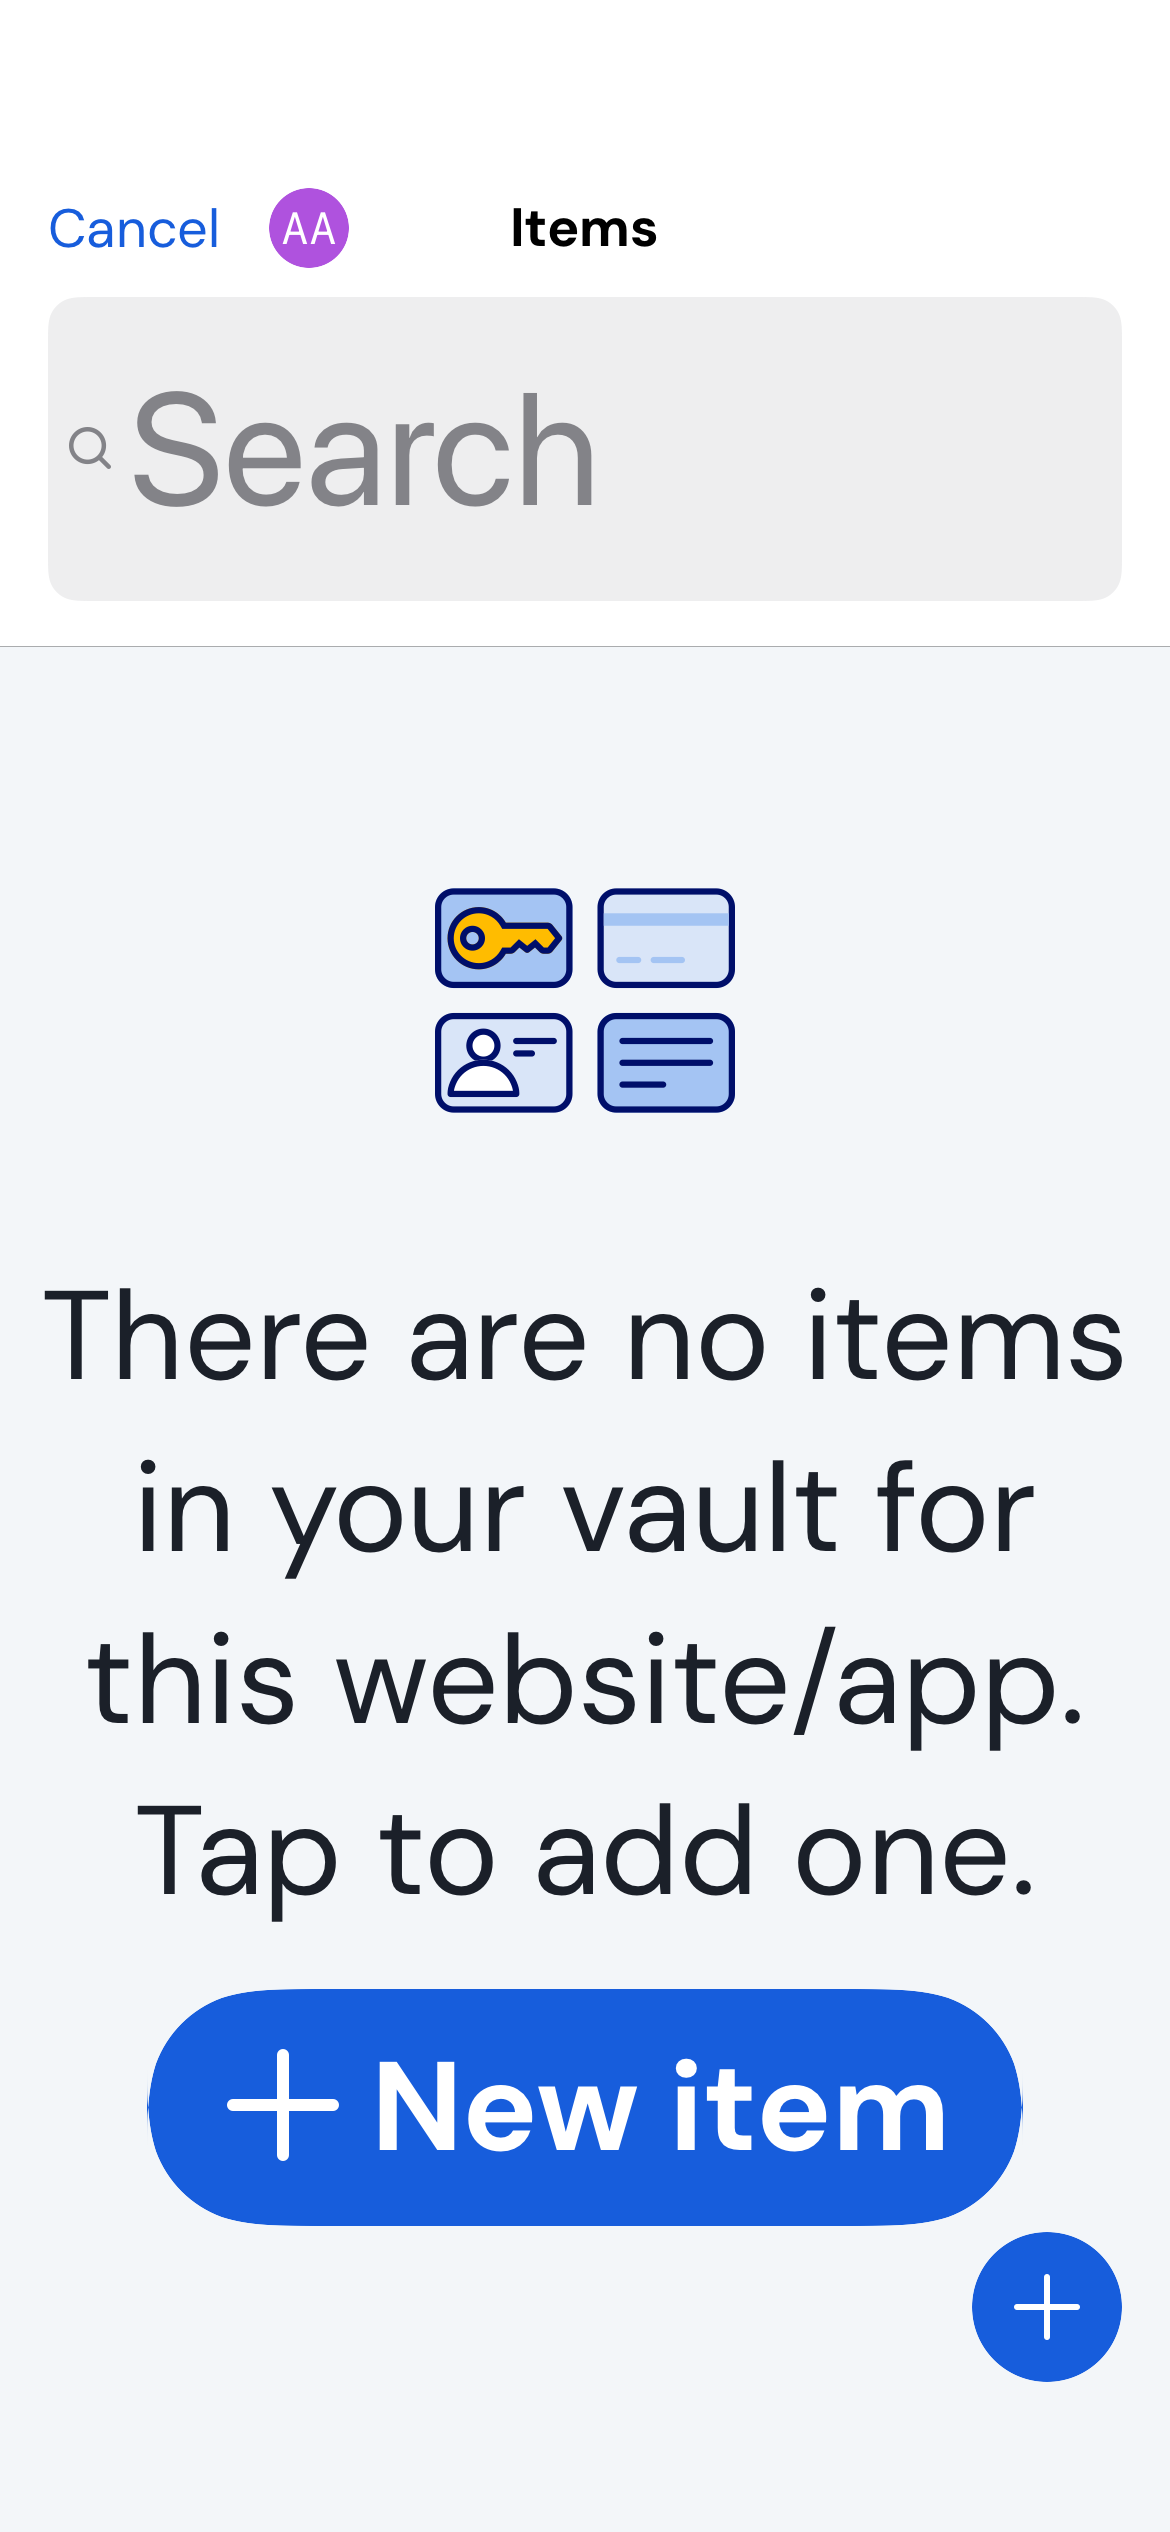 Cancel AA Items
Search
There are no items
in your vault for
this website/app.
Tap to add one.
New item